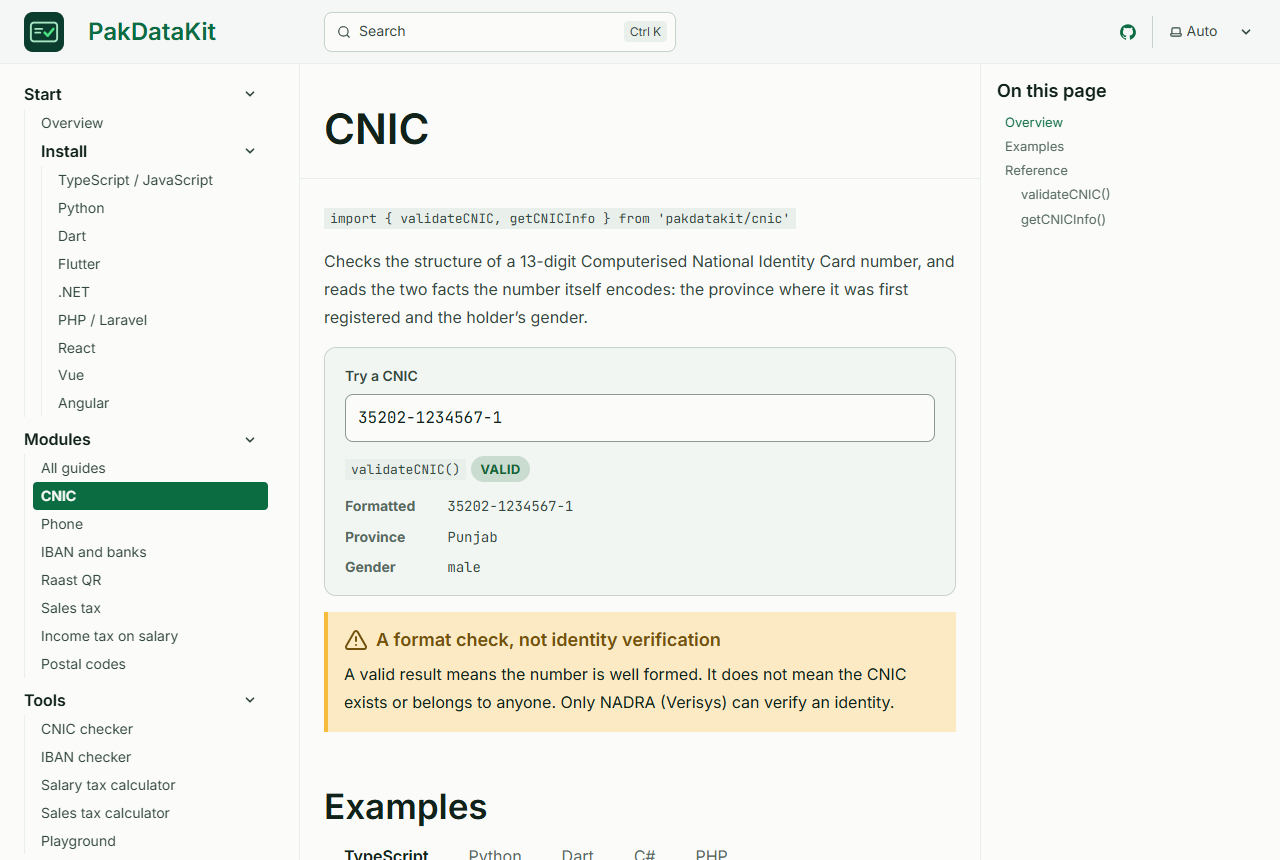 PakDataKit
Search
Ctrl K
Auto
Start
Overview
Install
TypeScript / JavaScript
Python
Dart
Flutter
.NET
PHP / Laravel
React
Vue
Angular
Modules
All guides
CNIC
Phone
IBAN and banks
Raast QR
Sales tax
Income tax on salary
Postal codes
Tools
CNIC checker
IBAN checker
Salary tax calculator
Sales tax calculator
Playground
CNIC
import { validateCNIC, getCNICInfo } from 'pakdatakit/cnic'
Checks the structure of a 13-digit Computerised National Identity Card number, and
reads the two facts the number itself encodes: the province where it was first
registered and the holder’s gender.
Try a CNIC
35202-1234567-1
validateCNIC() VALID
Formatted 35202-1234567-1
Province Punjab
Gender male
A format check, not identity verification
A valid result means the number is well formed. It does not mean the CNIC
exists or belongs to anyone. Only NADRA (Verisys) can verify an identity.
Examples
TypeScript Python Dart C# PHP
On this page
Overview
Examples
Reference
validateCNIC()
getCNICInfo()